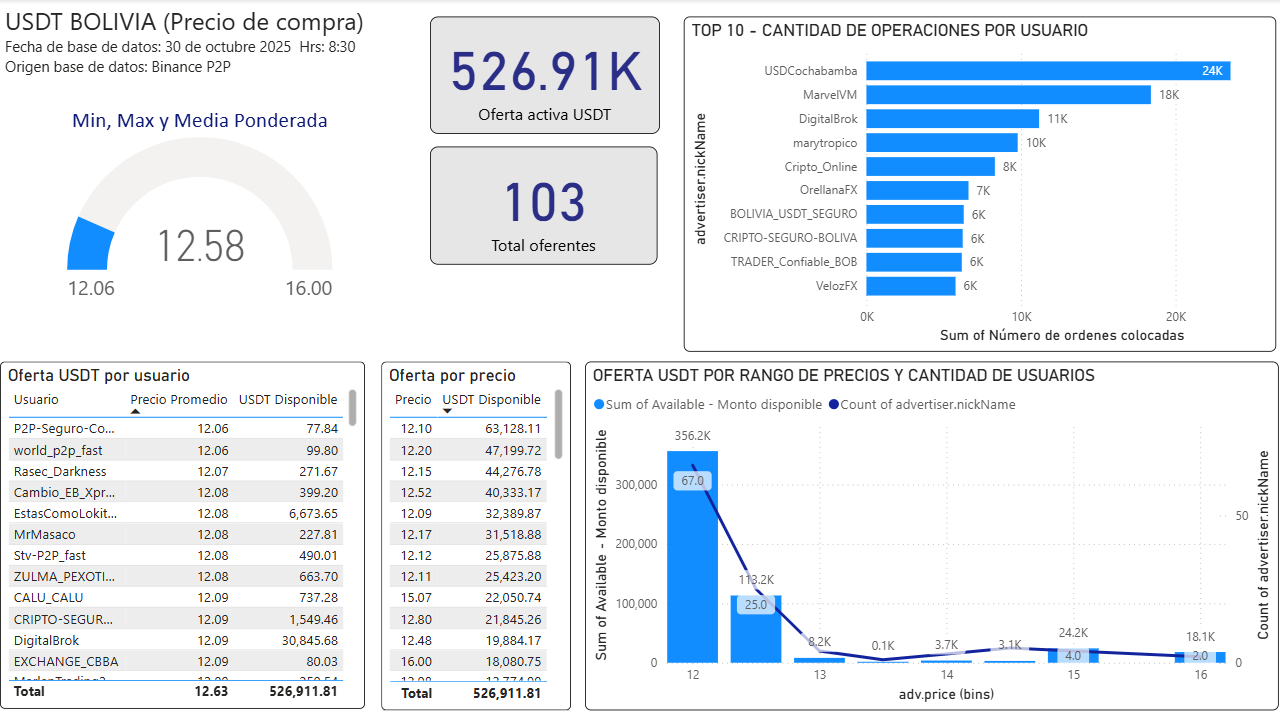 USDT BOLIVIA (Precio de compra)
Fecha de base de datos: 30 de octubre 2025 Hrs: 8:30
Origen base de datos: Binance P2P
Min, Max y Media Ponderada
12.58
12.06
16.00
526.91K
Oferta activa USDT
103
Total oferentes
TOP 10 - CANTIDAD DE OPERACIONES POR USUARIO
advertiser.nickName
USDCochabamba 24K
MarvelVM 18K
DigitalBrok 11K
marytropico 10K
Cripto_Online 8K
OrellanaFX 7K
BOLIVIA_USDT_SEGURO 6K
CRIPTO-SEGURO-BOLIVA 6K
TRADER_Confiable_BOB 6K
VelozFX 6K
0K 10K 20K
Sum of Número de ordenes colocadas
Oferta USDT por usuario
Usuario Precio Promedio USDT Disponible
P2P-Seguro-Co... 12.06 77.84
world_p2p_fast 12.06 99.80
Rasec_Darkness 12.07 271.67
Cambio_EB_Xpr... 12.08 399.20
EstasComoLokit... 12.08 6,673.65
MrMasaco 12.08 227.81
Stv-P2P_fast 12.08 490.01
ZULMA_PEXOTI... 12.08 663.70
CALU_CALU 12.09 737.28
CRIPTO-SEGUR... 12.09 1,549.46
DigitalBrok 12.09 30,845.68
EXCHANGE_CBBA 12.09 80.03
Total 12.63 526,911.81
Oferta por precio
Precio USDT Disponible
12.10 63,128.11
12.20 47,199.72
12.15 44,276.78
12.52 40,333.17
12.09 32,389.87
12.17 31,518.88
12.12 25,875.88
12.11 25,423.20
15.07 22,050.74
12.80 21,845.26
12.48 19,884.17
16.00 18,080.75
Total 526,911.81
OFERTA USDT POR RANGO DE PRECIOS Y CANTIDAD DE USUARIOS
Sum of Available - Monto disponible Count of advertiser.nickName
Sum of Available - Monto disponible
300,000
200,000
100,000
0
356.2K
67.0
113.2K
25.0
8.2K
0.1K
3.7K
3.1K
24.2K
4.0
18.1K
2.0
50
0
Count of advertiser.nickName
12 13 14 15 16
adv.price (bins)